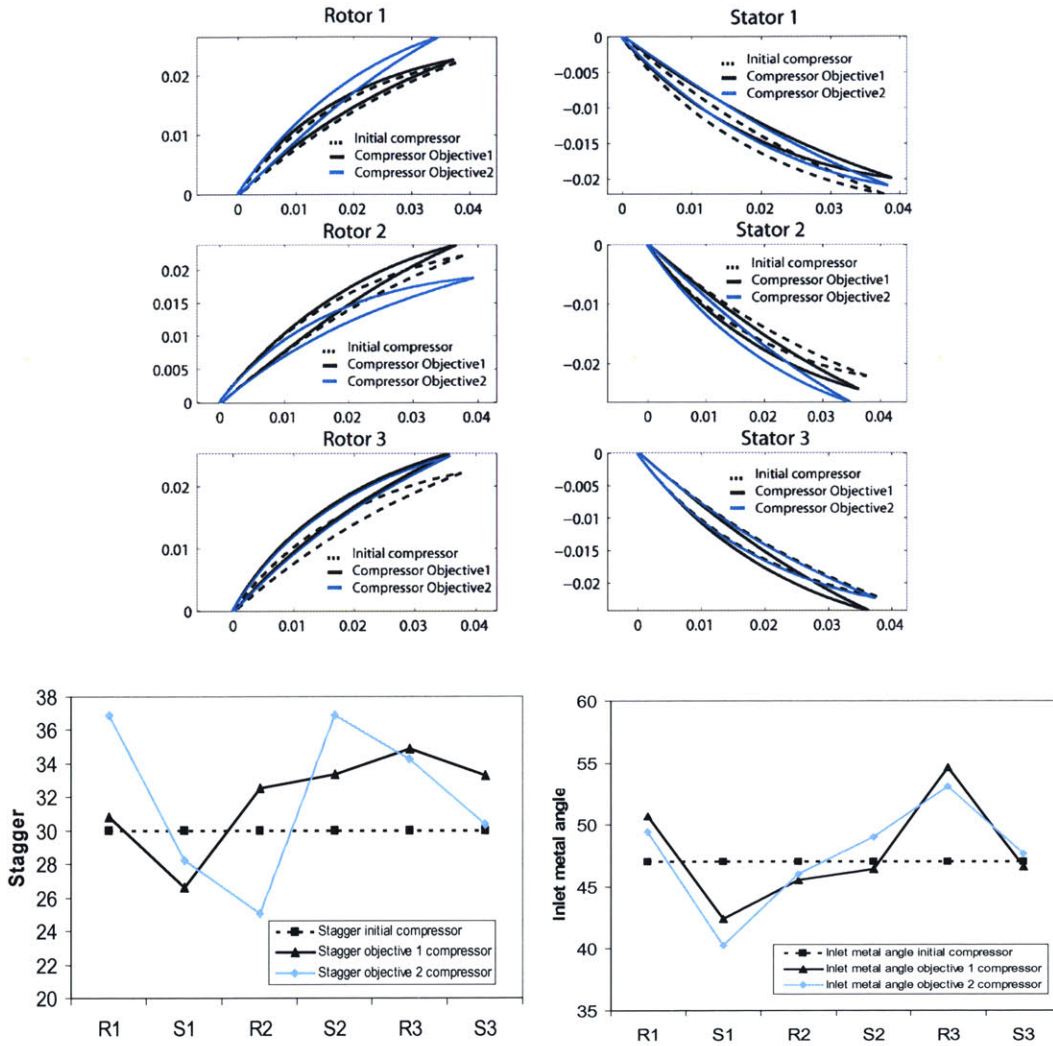 Rotor 1
0.02
0.01
0
0
0.01
0.02
0.03
0.04
Initial compressor
Compressor Objective1
Compressor Objective2
Stator 1
0
−0.005
−0.01
−0.015
−0.02
0
0.01
0.02
0.03
0.04
Initial compressor
Compressor Objective1
Compressor Objective2
Rotor 2
0.02
0.015
0.01
0.005
0
0
0.01
0.02
0.03
0.04
Initial compressor
Compressor Objective1
Compressor Objective2
Stator 2
0
−0.01
−0.02
0
0.01
0.02
0.03
0.04
Initial compressor
Compressor Objective1
Compressor Objective2
Rotor 3
0.02
0.01
0
0
0.01
0.02
0.03
0.04
Initial compressor
Compressor Objective1
Compressor Objective2
Stator 3
0
−0.005
−0.01
−0.015
−0.02
0
0.01
0.02
0.03
0.04
Initial compressor
Compressor Objective1
Compressor Objective2
Stagger
38
36
34
32
30
28
26
24
22
20
R1
S1
R2
S2
R3
S3
Stagger initial compressor
Stagger objective 1 compressor
Stagger objective 2 compressor
Inlet metal angle
60
55
50
45
40
35
R1
S1
R2
S2
R3
S3
Inlet metal angle initial compressor
Inlet metal angle objective 1 compressor
Inlet metal angle objective 2 compressor